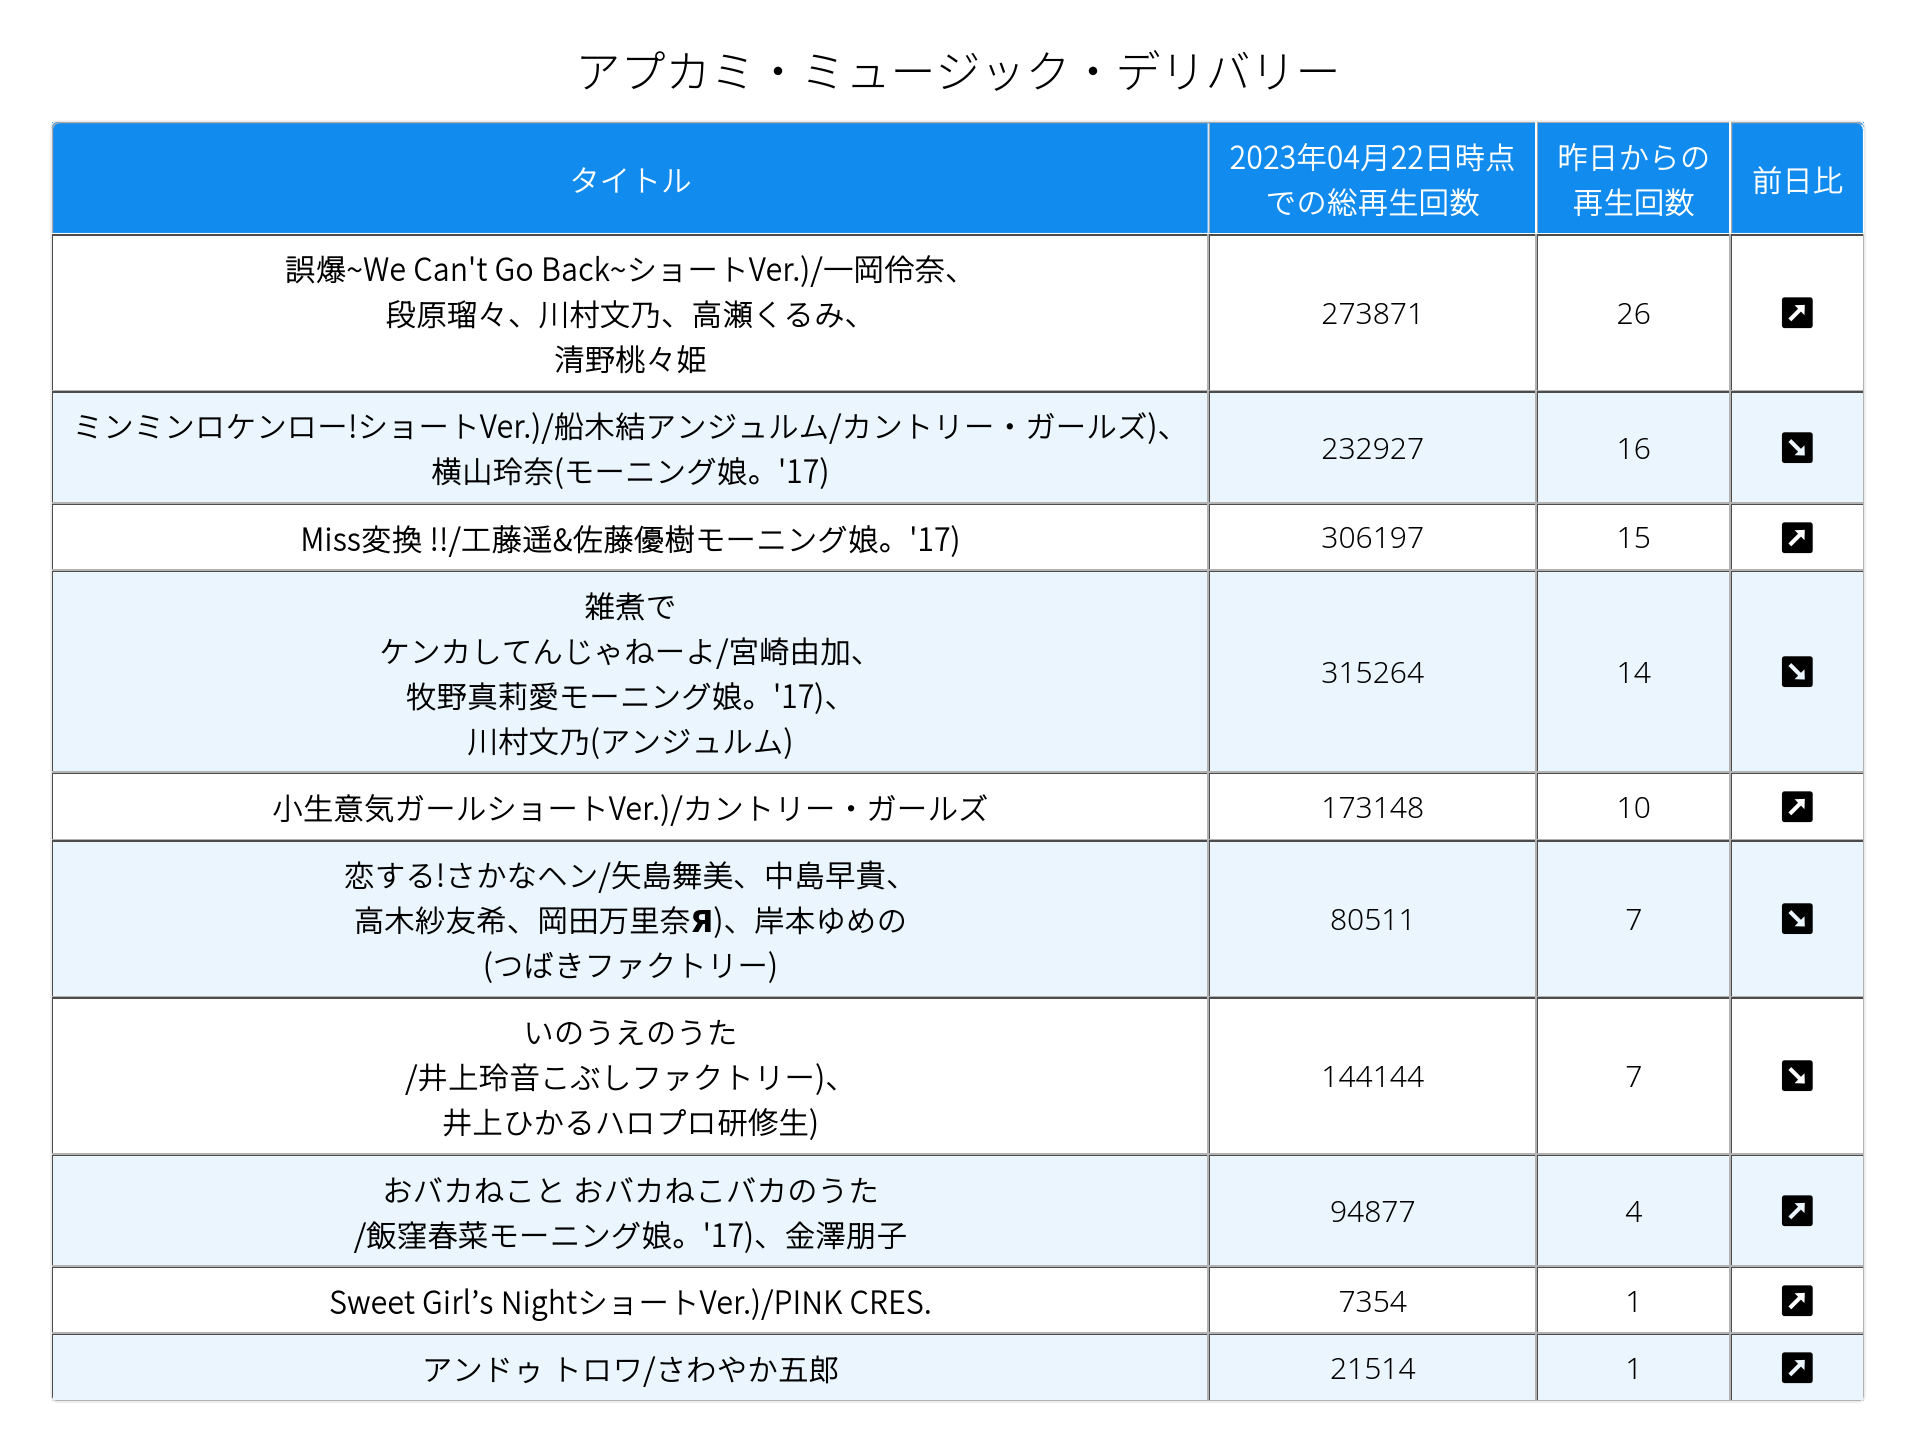 アプカミ・ミュージック・デリバリー
タイトル
2023年04月22日時点
での総再生回数
昨日からの
再生回数
前日比
誤爆~We Can't Go Back~ショートVer.)/一岡伶奈、
段原瑠々、川村文乃、高瀬くるみ、
清野桃々姫
273871
26
↗
ミンミンロケンロー!ショートVer.)/船木結アンジュルム/カントリー・ガールズ)、
横山玲奈(モーニング娘。'17)
232927
16
↘
Miss変換 !!/工藤遥&佐藤優樹モーニング娘。'17)
306197
15
↗
雑煮で
ケンカしてんじゃねーよ/宮崎由加、
牧野真莉愛モーニング娘。'17)、
川村文乃(アンジュルム)
315264
14
↘
小生意気ガールショートVer.)/カントリー・ガールズ
173148
10
↗
恋する!さかなヘン/矢島舞美、中島早貴、
高木紗友希、岡田万里奈Я)、岸本ゆめの
(つばきファクトリー)
80511
7
↘
いのうえのうた
/井上玲音こぶしファクトリー)、
井上ひかるハロプロ研修生)
144144
7
↘
おバカねこと おバカねこバカのうた
/飯窪春菜モーニング娘。'17)、金澤朋子
94877
4
↗
Sweet Girl’s NightショートVer.)/PINK CRES.
7354
1
↗
アンドゥ トロワ/さわやか五郎
21514
1
↗